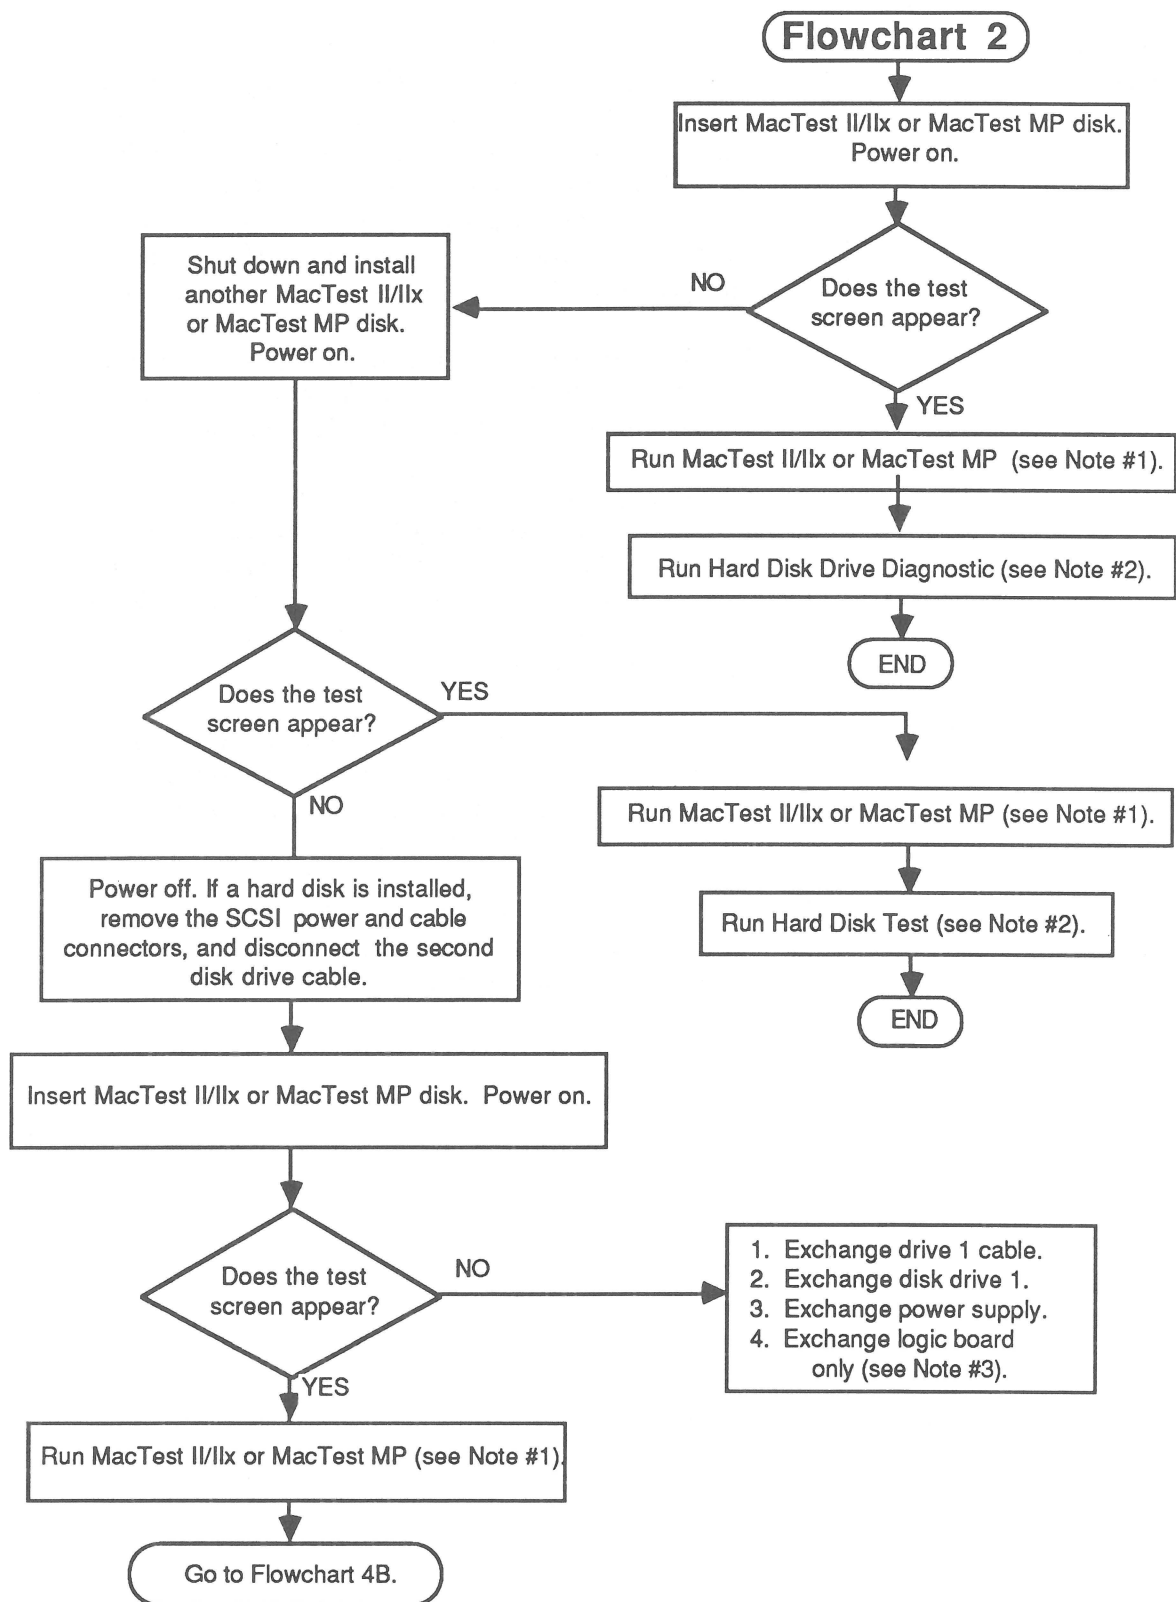 Flowchart 2
Insert MacTest II/IIx or MacTest MP disk.
Power on.
Does the test
screen appear?
NO
YES
Shut down and install
another MacTest II/IIx
or MacTest MP disk.
Power on.
Run MacTest II/IIx or MacTest MP (see Note #1).
Run Hard Disk Drive Diagnostic (see Note #2).
END
Does the test
screen appear?
YES
NO
Run MacTest II/IIx or MacTest MP (see Note #1).
Run Hard Disk Test (see Note #2).
END
Power off. If a hard disk is installed,
remove the SCSI power and cable
connectors, and disconnect the second
disk drive cable.
Insert MacTest II/IIx or MacTest MP disk. Power on.
Does the test
screen appear?
NO
YES
1. Exchange drive 1 cable.
2. Exchange disk drive 1.
3. Exchange power supply.
4. Exchange logic board
only (see Note #3).
Run MacTest II/IIx or MacTest MP (see Note #1).
Go to Flowchart 4B.